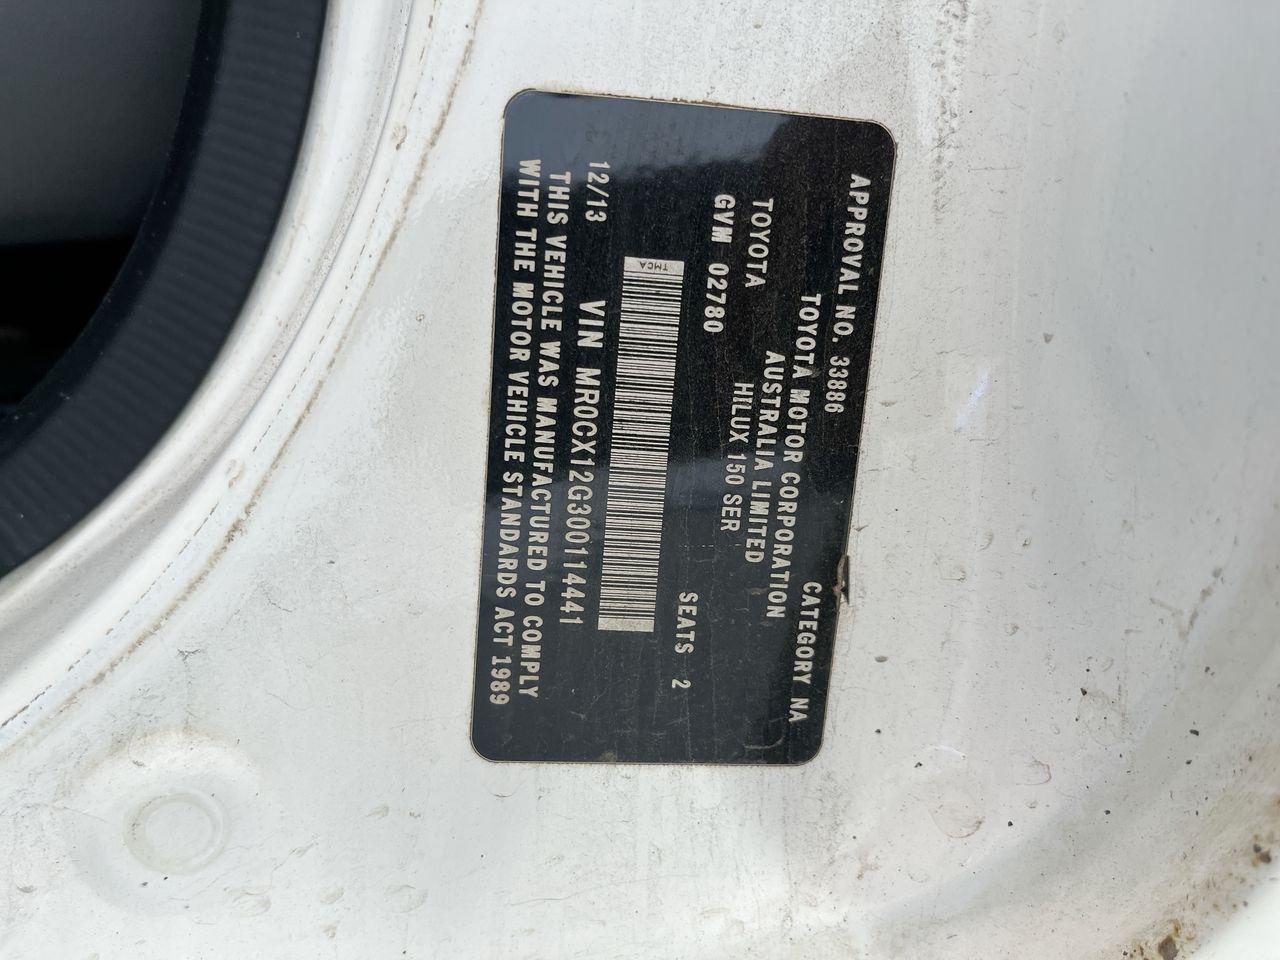 APPROVAL NO. 33886 CATEGORY NA
TOYOTA MOTOR CORPORATION
AUSTRALIA LIMITED
TOYOTA HILUX 150 SER
GVM 02780 SEATS 2
TMCA
12/13 VIN MR0CX12G300114441
THIS VEHICLE WAS MANUFACTURED TO COMPLY
WITH THE MOTOR VEHICLE STANDARDS ACT 1989